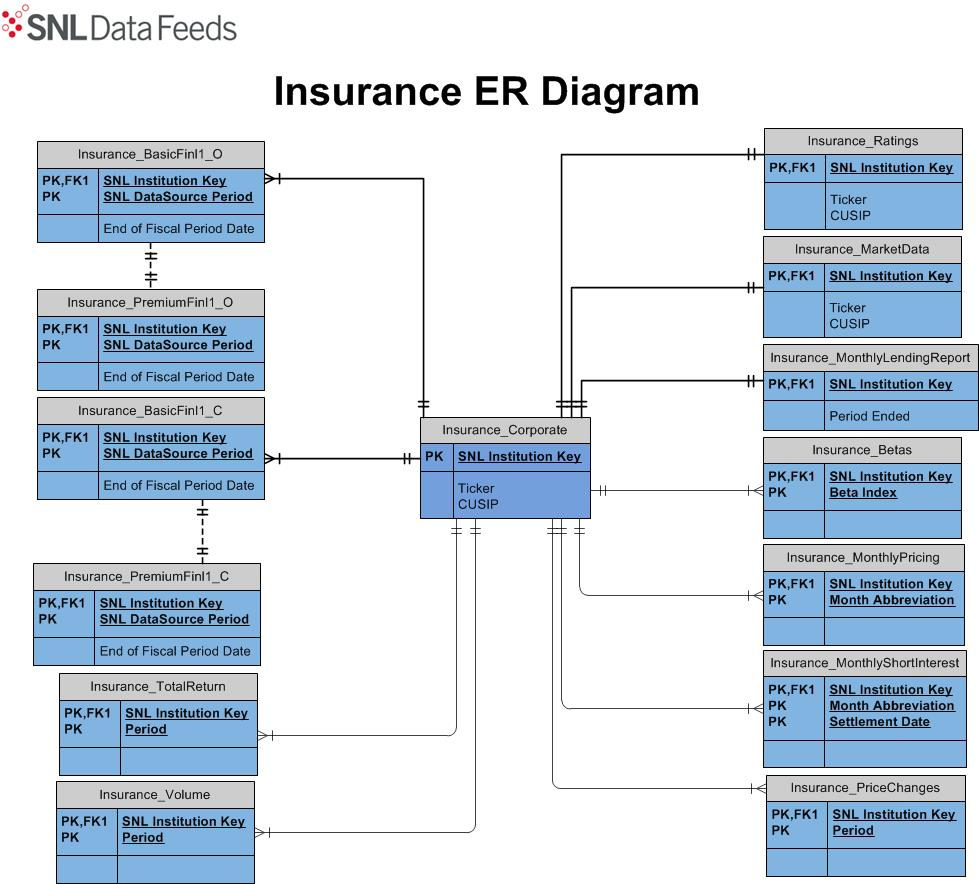 SNL Data Feeds
Insurance ER Diagram
Insurance_BasicFinl1_O
PK,FK1 SNL Institution Key
PK SNL DataSource Period
End of Fiscal Period Date
Insurance_PremiumFinl1_O
PK,FK1 SNL Institution Key
PK SNL DataSource Period
End of Fiscal Period Date
Insurance_BasicFinl1_C
PK,FK1 SNL Institution Key
PK SNL DataSource Period
End of Fiscal Period Date
Insurance_PremiumFinl1_C
PK,FK1 SNL Institution Key
PK SNL DataSource Period
End of Fiscal Period Date
Insurance_TotalReturn
PK,FK1 SNL Institution Key
PK Period
Insurance_Volume
PK,FK1 SNL Institution Key
PK Period
Insurance_Corporate
PK SNL Institution Key
Ticker
CUSIP
Insurance_Ratings
PK,FK1 SNL Institution Key
Ticker
CUSIP
Insurance_MarketData
PK,FK1 SNL Institution Key
Ticker
CUSIP
Insurance_MonthlyLendingReport
PK,FK1 SNL Institution Key
Period Ended
Insurance_Betas
PK,FK1 SNL Institution Key
PK Beta Index
Insurance_MonthlyPricing
PK,FK1 SNL Institution Key
PK Month Abbreviation
Insurance_MonthlyShortInterest
PK,FK1 SNL Institution Key
PK Month Abbreviation
PK Settlement Date
Insurance_PriceChanges
PK,FK1 SNL Institution Key
PK Period